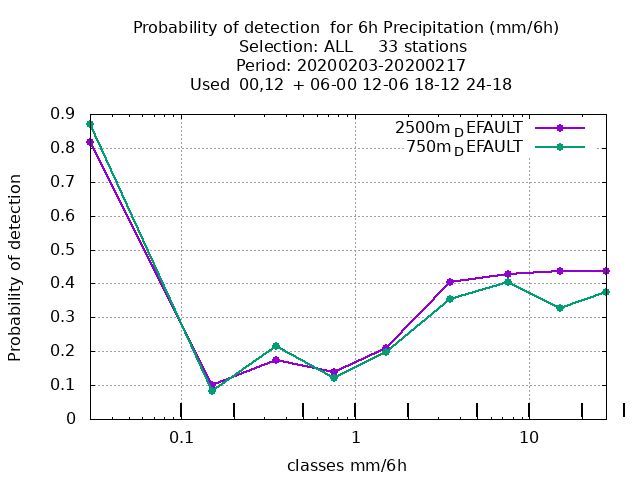 Probability of detection  for 6h Precipitation (mm/6h)
Selection: ALL     33 stations
Period: 20200203-20200217
Used  00,12  + 06-00 12-06 18-12 24-18
2500m_DEFAULT
750m_DEFAULT
Probability of detection
0.9
0.8
0.7
0.6
0.5
0.4
0.3
0.2
0.1
0
0.1 1 10
classes mm/6h